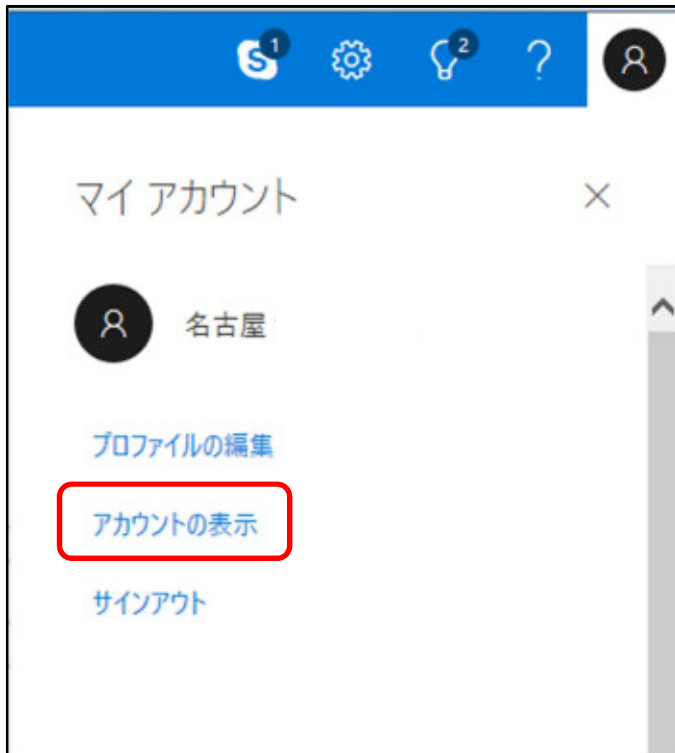 S 1 2 ?
マイ アカウント
名古屋
プロファイルの編集
アカウントの表示
サインアウト